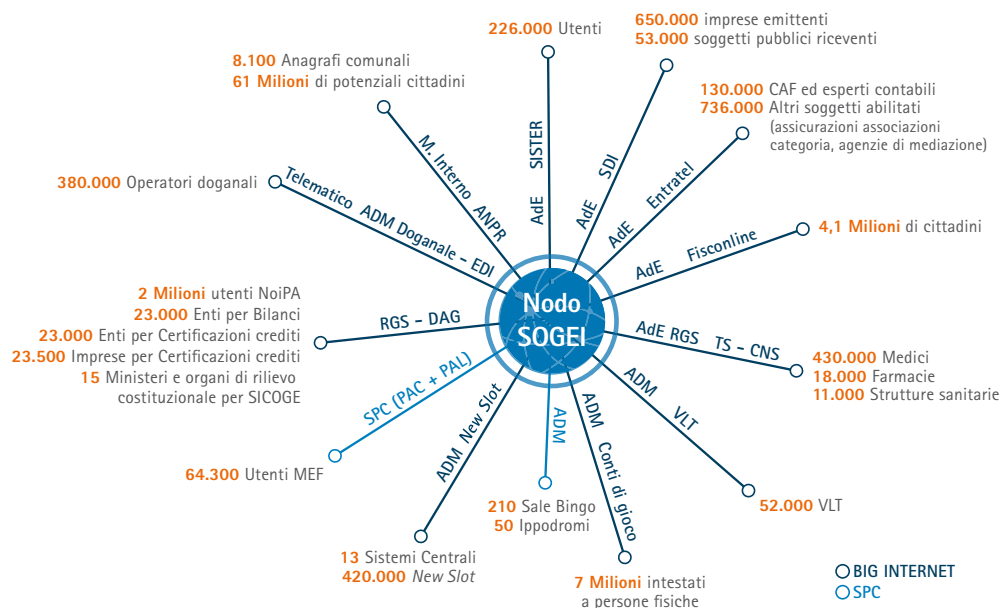 226.000 Utenti
650.000 imprese emittenti
53.000 soggetti pubblici riceventi
8.100 Anagrafi comunali
61 Milioni di potenziali cittadini
130.000 CAF ed esperti contabili
736.000 Altri soggetti abilitati
(assicurazioni associazioni
categoria, agenzie di mediazione)
380.000 Operatori doganali
4,1 Milioni di cittadini
Telematico ADM Doganale - EDI
M. Interno ANPR
AdE SISTER
AdE SDI
AdE Entratel
AdE Fisconline
Nodo
SOGEI
2 Milioni utenti NoiPA
23.000 Enti per Bilanci
23.000 Enti per Certificazioni crediti
23.500 Imprese per Certificazioni crediti
15 Ministeri e organi di rilievo
costituzionale per SICOGE
RGS - DAG
AdE RGS TS - CNS
430.000 Medici
18.000 Farmacie
11.000 Strutture sanitarie
SPC (PAC + PAL)
ADM New Slot
ADM
ADM Conti di gioco
ADM VLT
64.300 Utenti MEF
210 Sale Bingo
50 Ippodromi
52.000 VLT
13 Sistemi Centrali
420.000 New Slot
7 Milioni intestati
a persone fisiche
BIG INTERNET
SPC